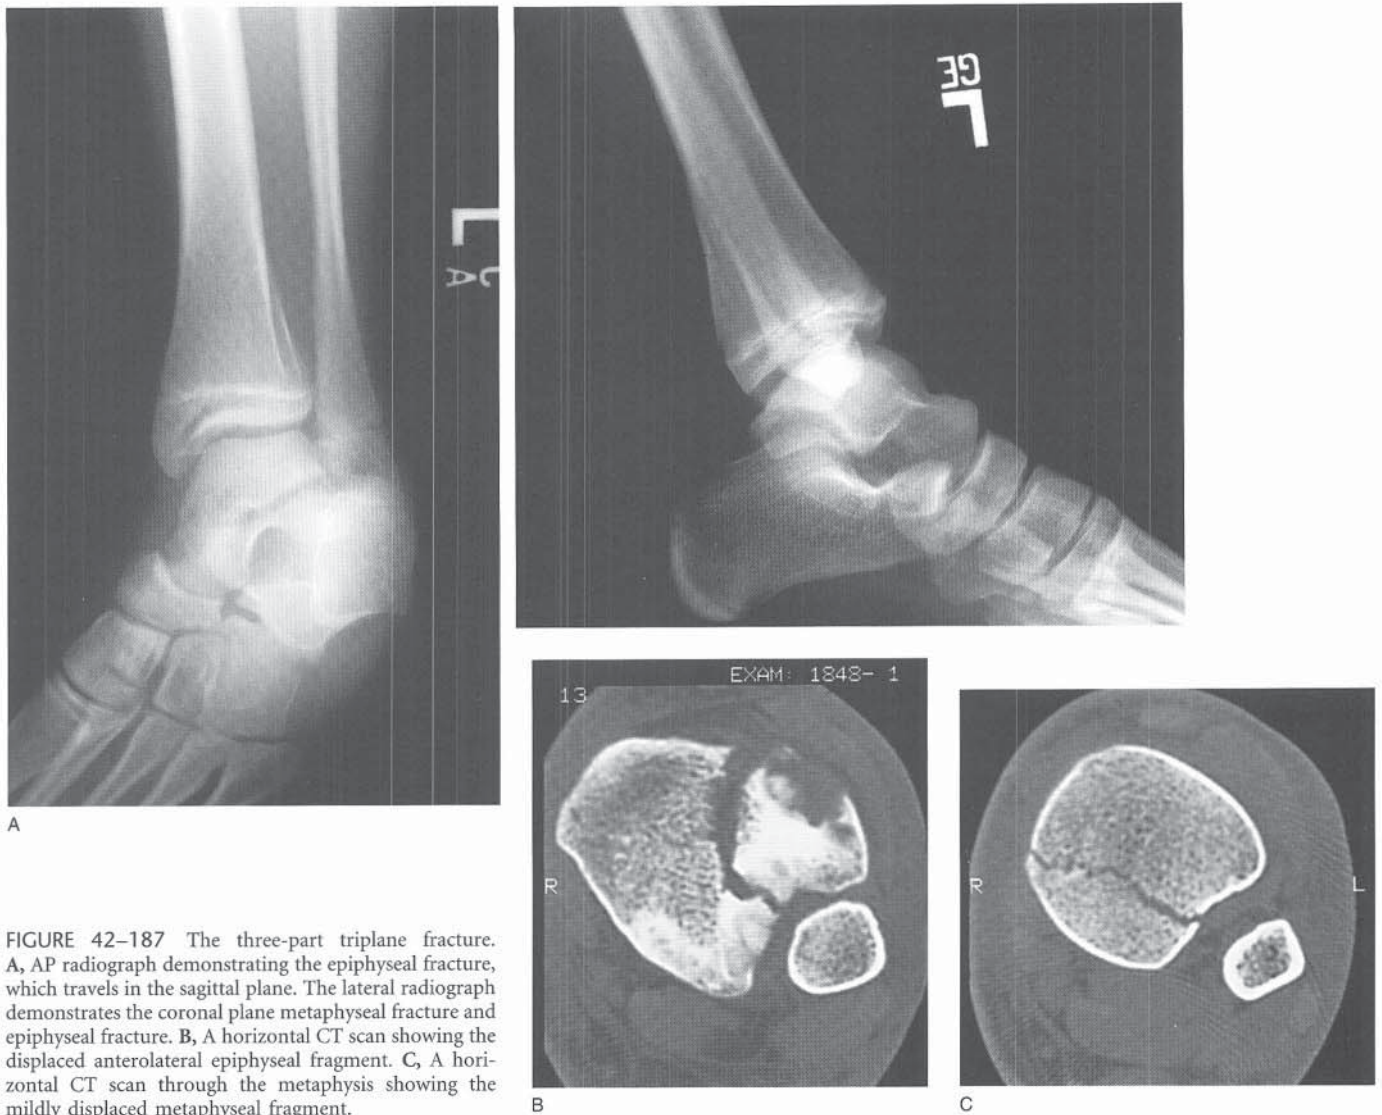 GE
L
L
A
A
EXAM: 1848- 1
13
R
R
L
B
C
FIGURE 42–187 The three-part triplane fracture.
A, AP radiograph demonstrating the epiphyseal fracture,
which travels in the sagittal plane. The lateral radiograph
demonstrates the coronal plane metaphyseal fracture and
epiphyseal fracture. B, A horizontal CT scan showing the
displaced anterolateral epiphyseal fragment. C, A hori-
zontal CT scan through the metaphysis showing the
mildly displaced metaphyseal fragment.